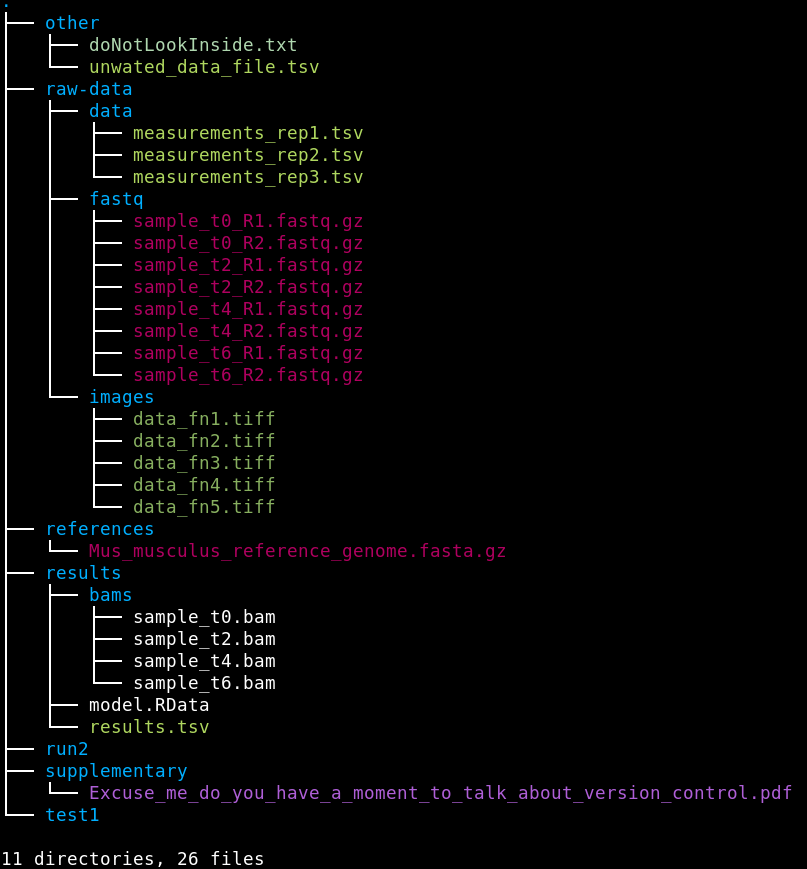 .
├── other
│   ├── doNotLookInside.txt
│   └── unwated_data_file.tsv
├── raw-data
│   ├── data
│   │   ├── measurements_rep1.tsv
│   │   ├── measurements_rep2.tsv
│   │   └── measurements_rep3.tsv
│   ├── fastq
│   │   ├── sample_t0_R1.fastq.gz
│   │   ├── sample_t0_R2.fastq.gz
│   │   ├── sample_t2_R1.fastq.gz
│   │   ├── sample_t2_R2.fastq.gz
│   │   ├── sample_t4_R1.fastq.gz
│   │   ├── sample_t4_R2.fastq.gz
│   │   ├── sample_t6_R1.fastq.gz
│   │   └── sample_t6_R2.fastq.gz
│   └── images
│       ├── data_fn1.tiff
│       ├── data_fn2.tiff
│       ├── data_fn3.tiff
│       ├── data_fn4.tiff
│       └── data_fn5.tiff
├── references
│   └── Mus_musculus_reference_genome.fasta.gz
├── results
│   ├── bams
│   │   ├── sample_t0.bam
│   │   ├── sample_t2.bam
│   │   ├── sample_t4.bam
│   │   └── sample_t6.bam
│   ├── model.RData
│   └── results.tsv
├── run2
├── supplementary
│   └── Excuse_me_do_you_have_a_moment_to_talk_about_version_control.pdf
└── test1

11 directories, 26 files